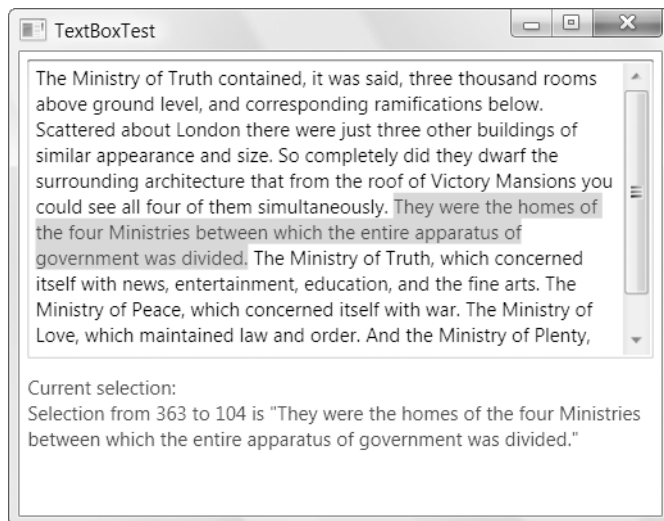 TextBoxTest
The Ministry of Truth contained, it was said, three thousand rooms
above ground level, and corresponding ramifications below.
Scattered about London there were just three other buildings of
similar appearance and size. So completely did they dwarf the
surrounding architecture that from the roof of Victory Mansions you
could see all four of them simultaneously. They were the homes of
the four Ministries between which the entire apparatus of
government was divided. The Ministry of Truth, which concerned
itself with news, entertainment, education, and the fine arts. The
Ministry of Peace, which concerned itself with war. The Ministry of
Love, which maintained law and order. And the Ministry of Plenty,
Current selection:
Selection from 363 to 104 is "They were the homes of the four Ministries
between which the entire apparatus of government was divided."